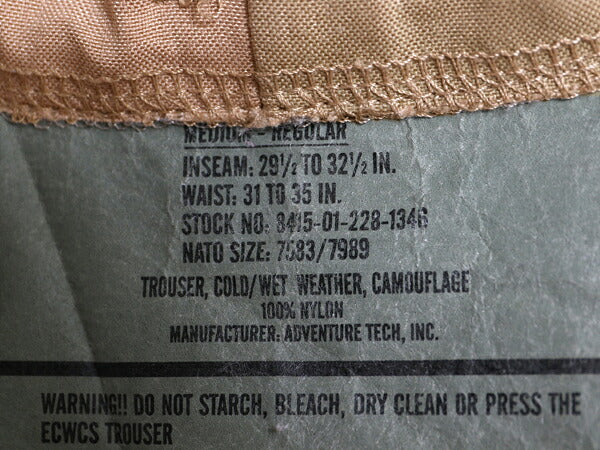 MEDIUM - REGULAR
INSEAM: 29½ TO 32½ IN.
WAIST: 31 TO 35 IN.
STOCK NO: 8415-01-228-1346
NATO SIZE: 7583/7989
TROUSER, COLD/WET WEATHER, CAMOUFLAGE
100% NYLON
MANUFACTURER: ADVENTURE TECH, INC.
WARNING!! DO NOT STARCH, BLEACH, DRY CLEAN OR PRESS THE
ECWCS TROUSER